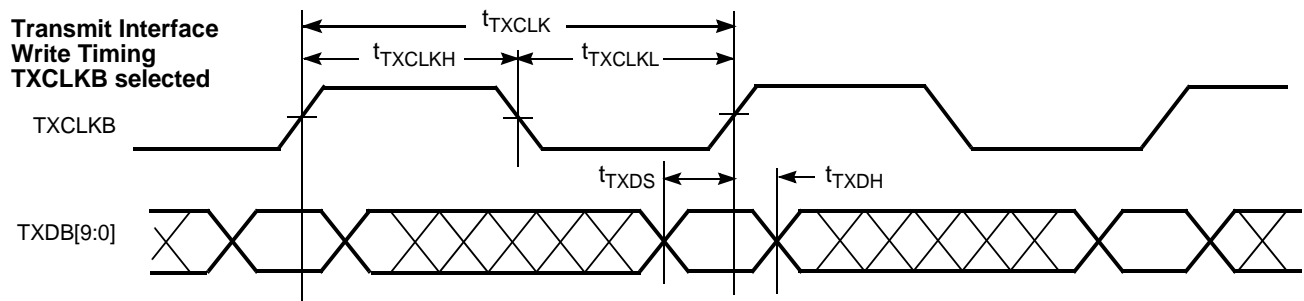 Transmit Interface
Write Timing
TXCLKB selected
tTXCLK
tTXCLKH
tTXCLKL
TXCLKB
tTXDS
tTXDH
TXDB[9:0]